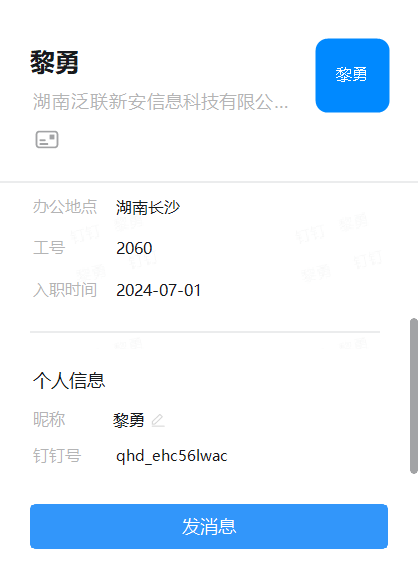 黎勇
黎勇
湖南泛联新安信息科技有限公...
办公地点 湖南长沙
工号 2060
入职时间 2024-07-01
个人信息
昵称 黎勇
钉钉号 qhd_ehc56lwac
发消息